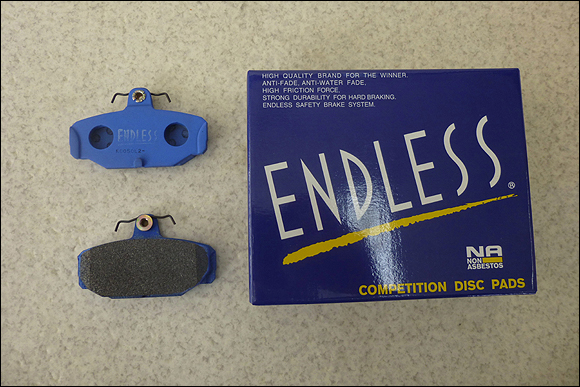 HIGH QUALITY BRAND FOR THE WINNER.
ANTI-FADE, ANTI-WATER FADE.
HIGH FRICTION FORCE.
STRONG DURABILITY FOR HARD BRAKING.
ENDLESS SAFETY BRAKE SYSTEM.
ENDLESS®
NA
NON
ASBESTOS
COMPETITION DISC PADS
ENDLESS